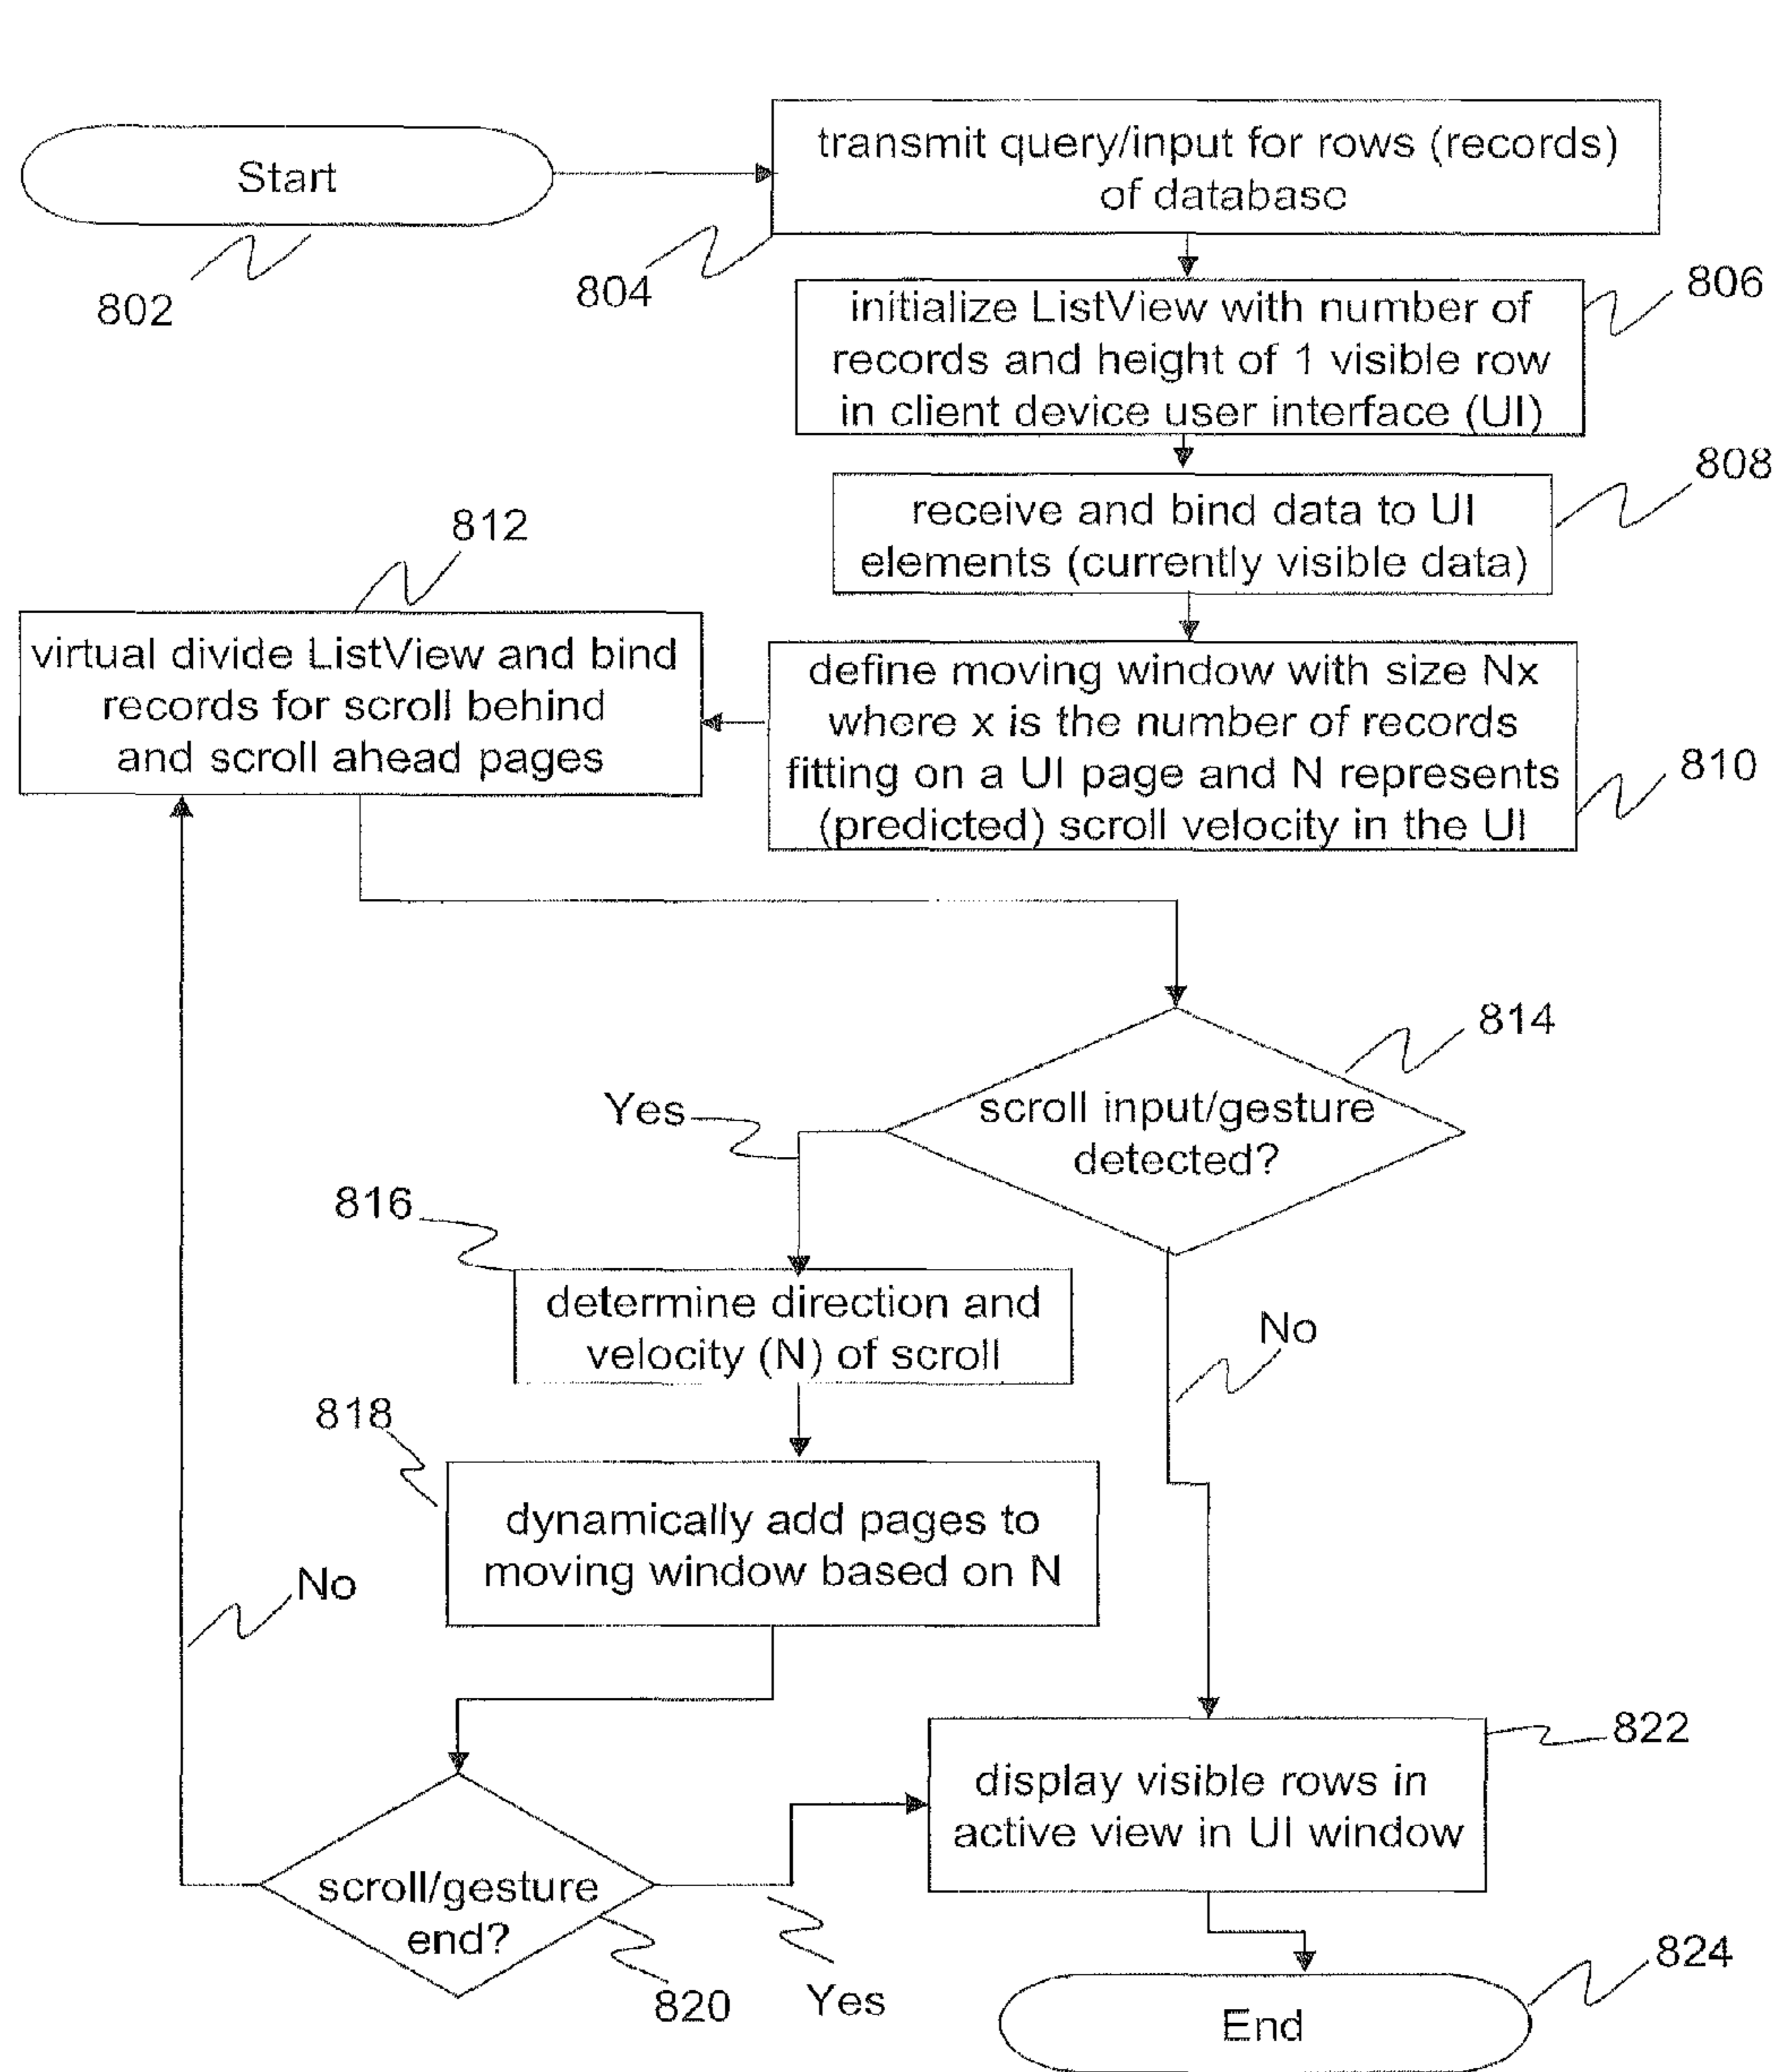 Start
802
transmit query/input for rows (records)
of database
804
initialize ListView with number of
records and height of 1 visible row
in client device user interface (UI)
806
receive and bind data to UI
elements (currently visible data)
808
define moving window with size Nx
where x is the number of records
fitting on a UI page and N represents
(predicted) scroll velocity in the UI
810
812
virtual divide ListView and bind
records for scroll behind
and scroll ahead pages
814
scroll input/gesture
detected?
Yes
816
determine direction and
velocity (N) of scroll
No
818
dynamically add pages to
moving window based on N
No
scroll/gesture
end?
820
Yes
822
display visible rows in
active view in UI window
824
End